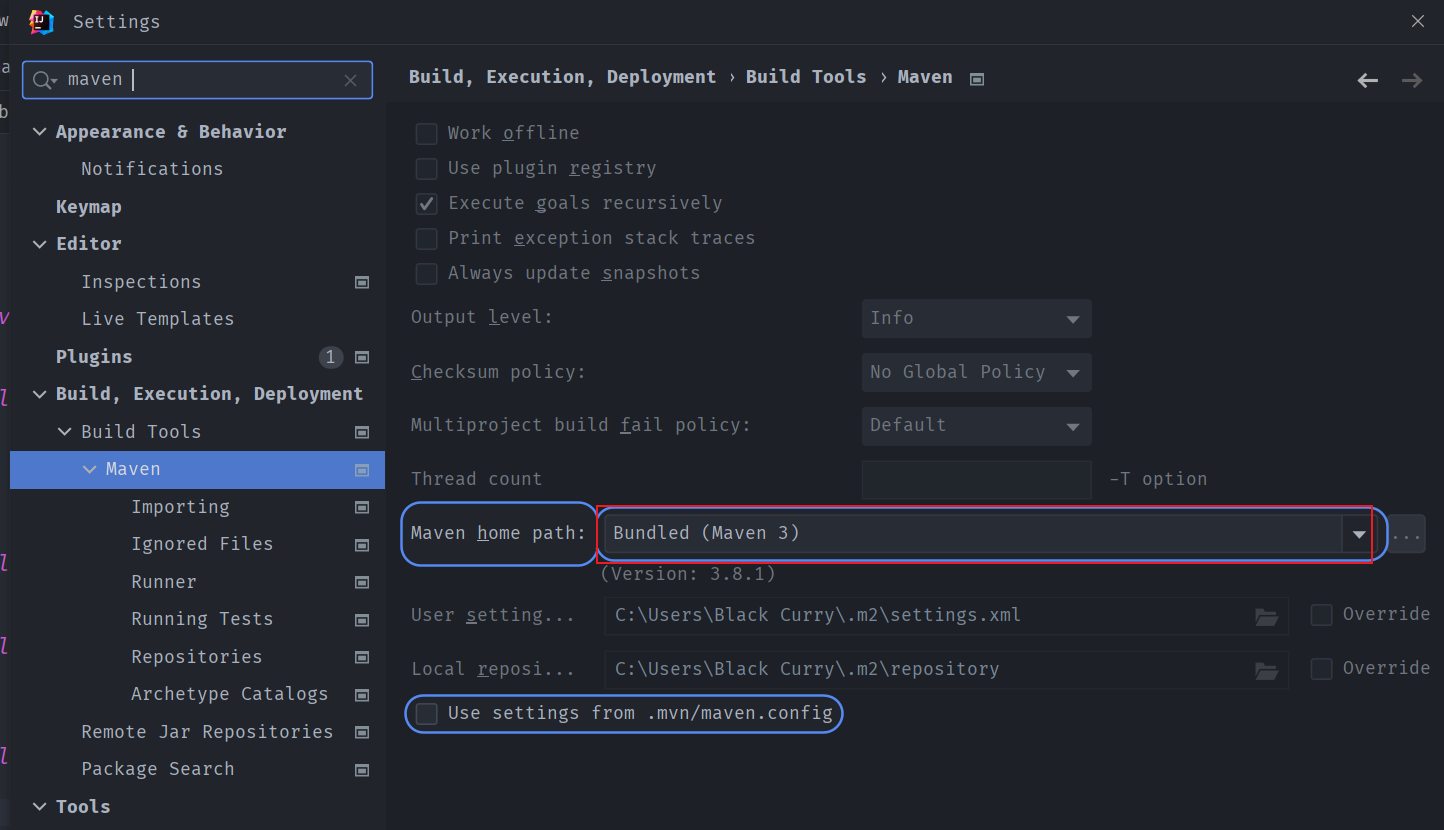 Settings
maven
Appearance & Behavior
Notifications
Keymap
Editor
Inspections
Live Templates
Plugins 1
Build, Execution, Deployment
Build Tools
Maven
Importing
Ignored Files
Runner
Running Tests
Repositories
Archetype Catalogs
Remote Jar Repositories
Package Search
Tools
Build, Execution, Deployment › Build Tools › Maven
Work offline
Use plugin registry
Execute goals recursively
Print exception stack traces
Always update snapshots
Output level: Info
Checksum policy: No Global Policy
Multiproject build fail policy: Default
Thread count -T option
Maven home path: Bundled (Maven 3) ...
(Version: 3.8.1)
User setting... C:\Users\Black Curry\.m2\settings.xml Override
Local reposi... C:\Users\Black Curry\.m2\repository Override
Use settings from .mvn/maven.config